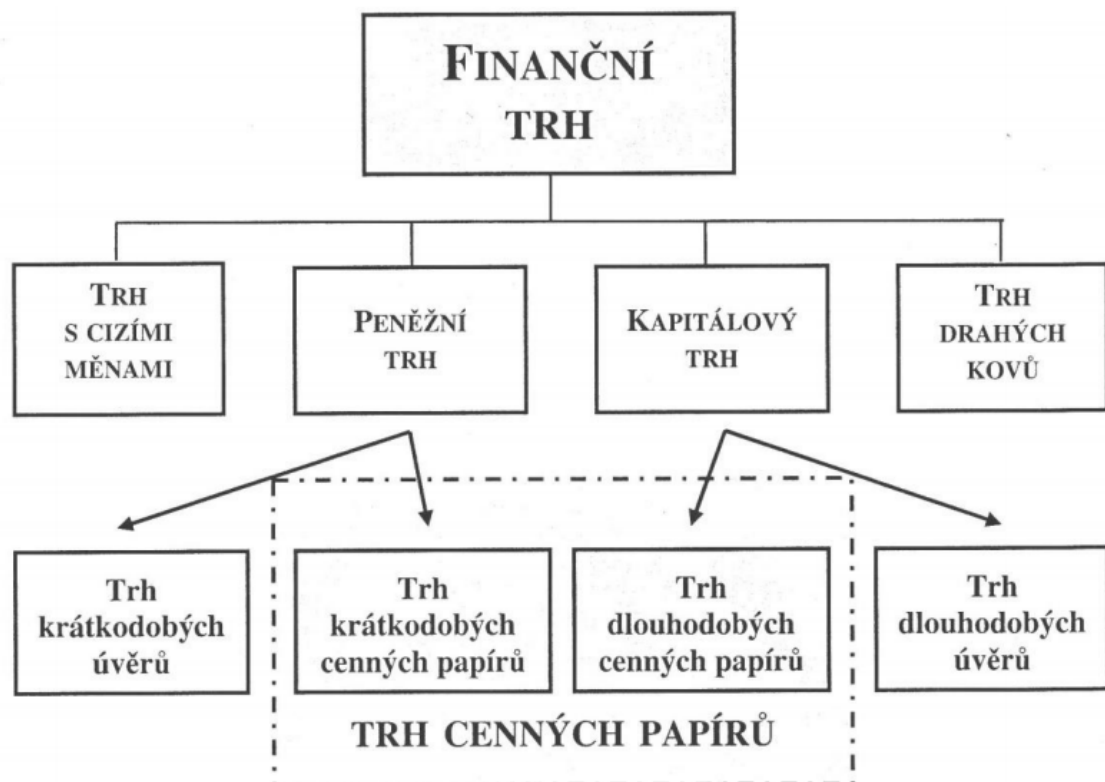 FINANČNÍ
TRH
TRH
S CIZÍMI
MĚNAMI
PENĚŽNÍ
TRH
KAPITÁLOVÝ
TRH
TRH
DRAHÝCH
KOVŮ
Trh
krátkodobých
úvěrů
Trh
krátkodobých
cenných papírů
Trh
dlouhodobých
cenných papírů
Trh
dlouhodobých
úvěrů
TRH CENNÝCH PAPÍRŮ